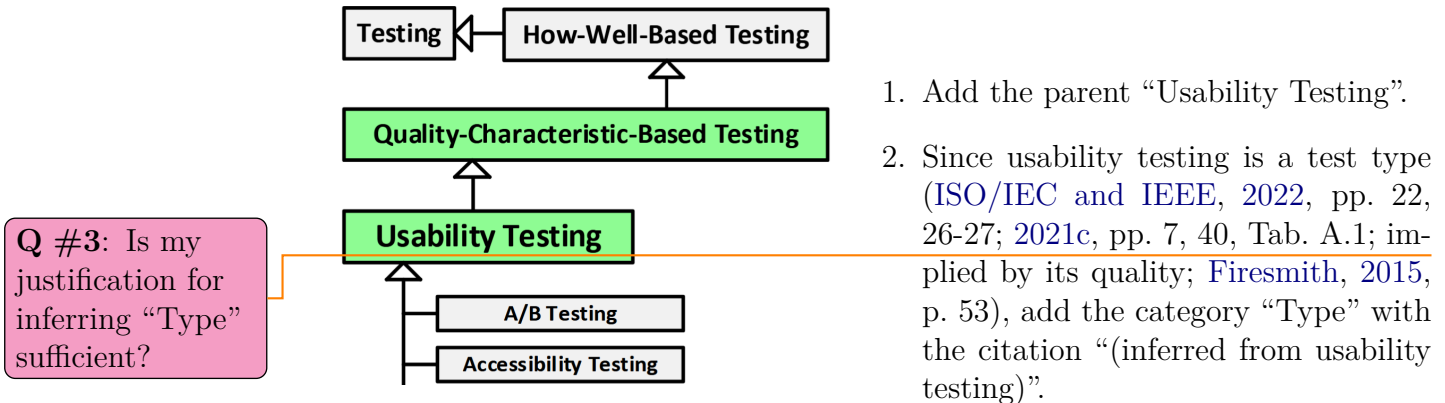 Testing
How-Well-Based Testing
Quality-Characteristic-Based Testing
Usability Testing
A/B Testing
Accessibility Testing
Q #3: Is my
justification for
inferring “Type”
sufficient?
1. Add the parent “Usability Testing”.
2. Since usability testing is a test type
(ISO/IEC and IEEE, 2022, pp. 22,
26-27; 2021c, pp. 7, 40, Tab. A.1; im-
plied by its quality; Firesmith, 2015,
p. 53), add the category “Type” with
the citation “(inferred from usability
testing)”.